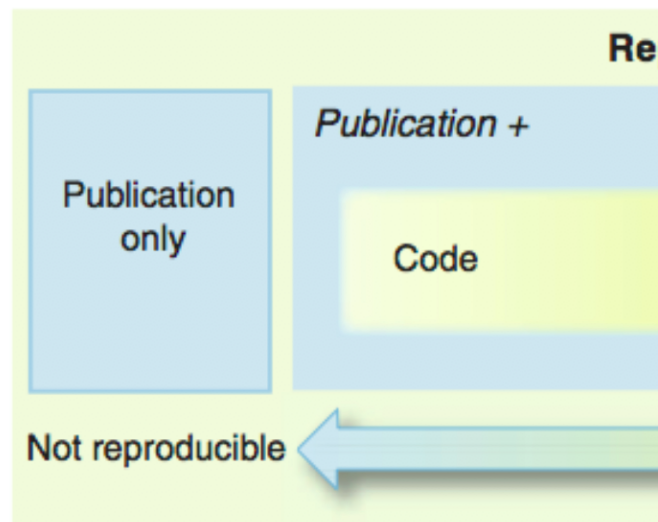 Re
Publication +
Publication
only
Code
Not reproducible